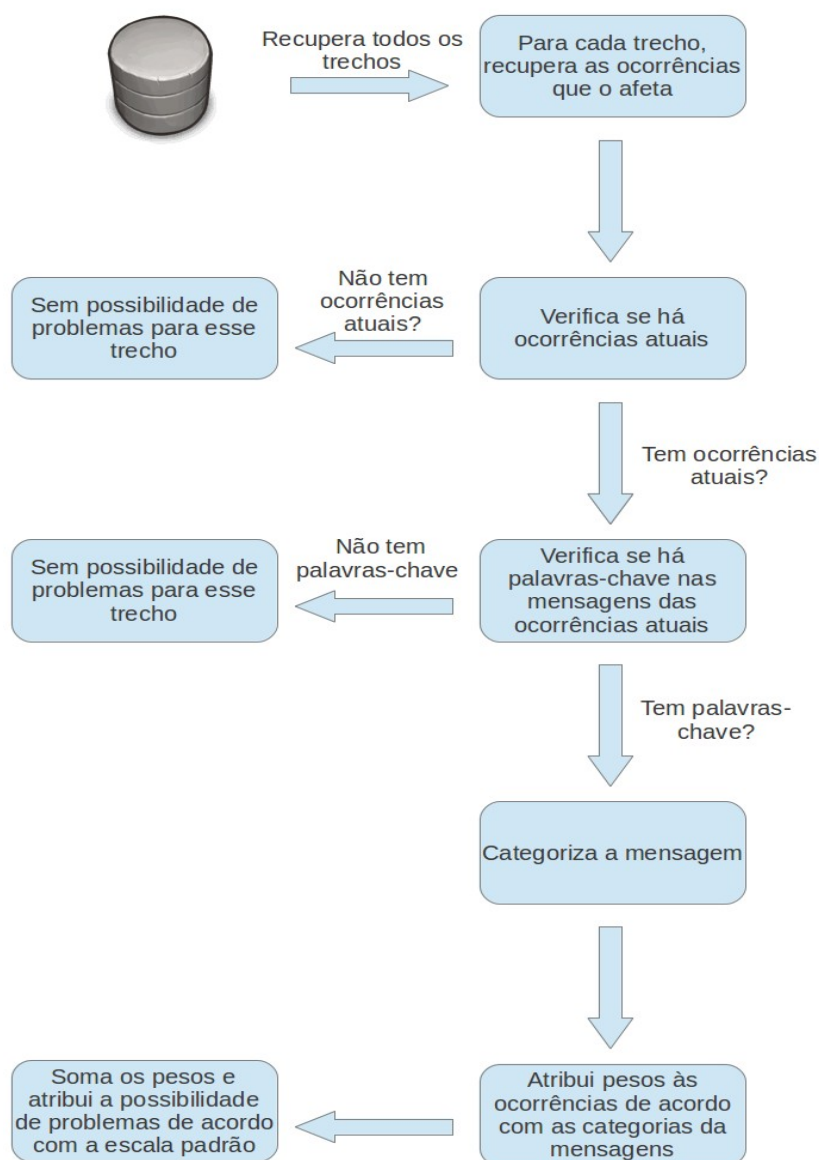 Recupera todos os
trechos
Para cada trecho,
recupera as ocorrências
que o afeta
Não tem
ocorrências
atuais?
Sem possibilidade de
problemas para esse
trecho
Verifica se há
ocorrências atuais
Tem ocorrências
atuais?
Não tem
palavras-chave
Sem possibilidade de
problemas para esse
trecho
Verifica se há
palavras-chave nas
mensagens das
ocorrências atuais
Tem palavras-
chave?
Categoriza a mensagem
Soma os pesos e
atribui a possibilidade
de problemas de acordo
com a escala padrão
Atribui pesos às
ocorrências de acordo
com as categorias da
mensagens